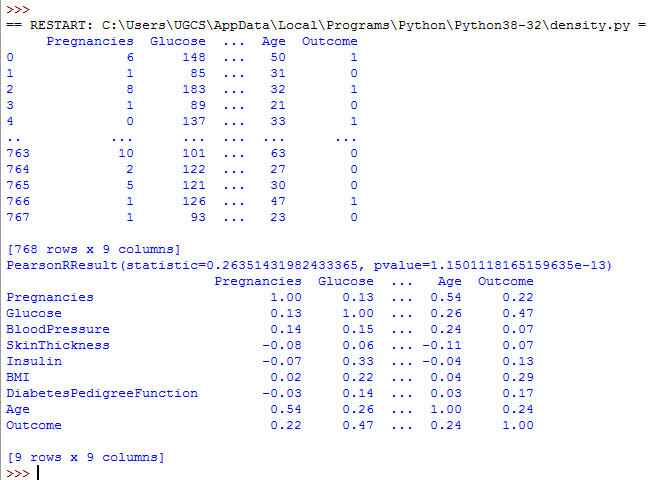 >>>
== RESTART: C:\Users\UGCS\AppData\Local\Programs\Python\Python38-32\density.py =
     Pregnancies  Glucose  ...  Age  Outcome
0              6      148  ...   50        1
1              1       85  ...   31        0
2              8      183  ...   32        1
3              1       89  ...   21        0
4              0      137  ...   33        1
..           ...      ...  ...  ...      ...
763           10      101  ...   63        0
764            2      122  ...   27        0
765            5      121  ...   30        0
766            1      126  ...   47        1
767            1       93  ...   23        0
[768 rows x 9 columns]
PearsonRResult(statistic=0.26351431982433365, pvalue=1.1501118165159635e-13)
                          Pregnancies  Glucose  ...   Age  Outcome
Pregnancies                      1.00     0.13  ...  0.54     0.22
Glucose                          0.13     1.00  ...  0.26     0.47
BloodPressure                    0.14     0.15  ...  0.24     0.07
SkinThickness                   -0.08     0.06  ... -0.11     0.07
Insulin                         -0.07     0.33  ... -0.04     0.13
BMI                              0.02     0.22  ...  0.04     0.29
DiabetesPedigreeFunction        -0.03     0.14  ...  0.03     0.17
Age                              0.54     0.26  ...  1.00     0.24
Outcome                          0.22     0.47  ...  0.24     1.00
[9 rows x 9 columns]
>>>